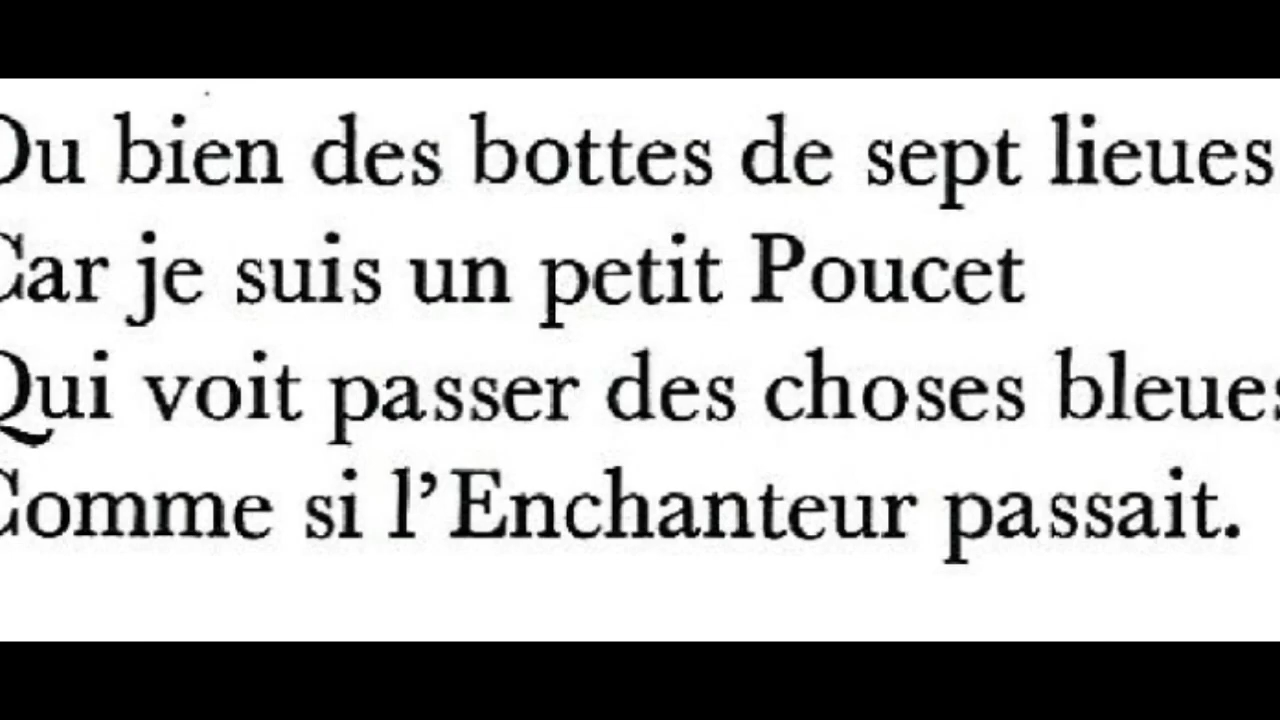 Ou bien des bottes de sept lieues
Car je suis un petit Poucet
Qui voit passer des choses bleues
Comme si l’Enchanteur passait.